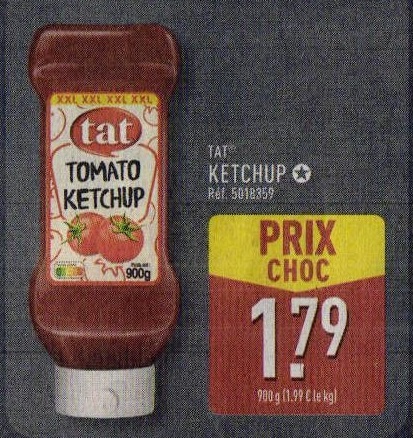 XXL XXL XXL XXL
tat
TOMATO
KETCHUP
900g
TAT®
KETCHUP
Réf. 5018359
PRIX
CHOC
1.79
900 g (1.99 € le kg)